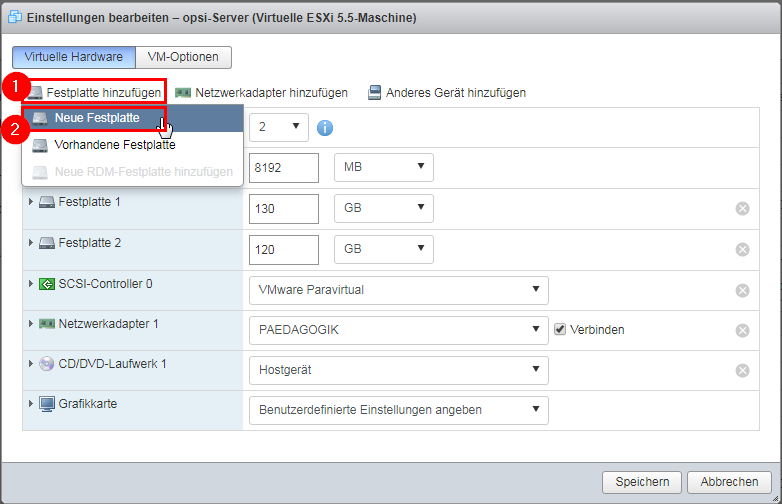 Einstellungen bearbeiten – opsi-Server (Virtuelle ESXi 5.5-Maschine)
Virtuelle Hardware VM-Optionen
1 Festplatte hinzufügen Netzwerkadapter hinzufügen Anderes Gerät hinzufügen
2 Neue Festplatte
2
Vorhandene Festplatte
8192 MB
Neue RDM-Festplatte hinzufügen
Festplatte 1 130 GB
Festplatte 2 120 GB
SCSI-Controller 0 VMware Paravirtual
Netzwerkadapter 1 PAEDAGOGIK Verbinden
CD/DVD-Laufwerk 1 Hostgerät
Grafikkarte Benutzerdefinierte Einstellungen angeben
Speichern Abbrechen